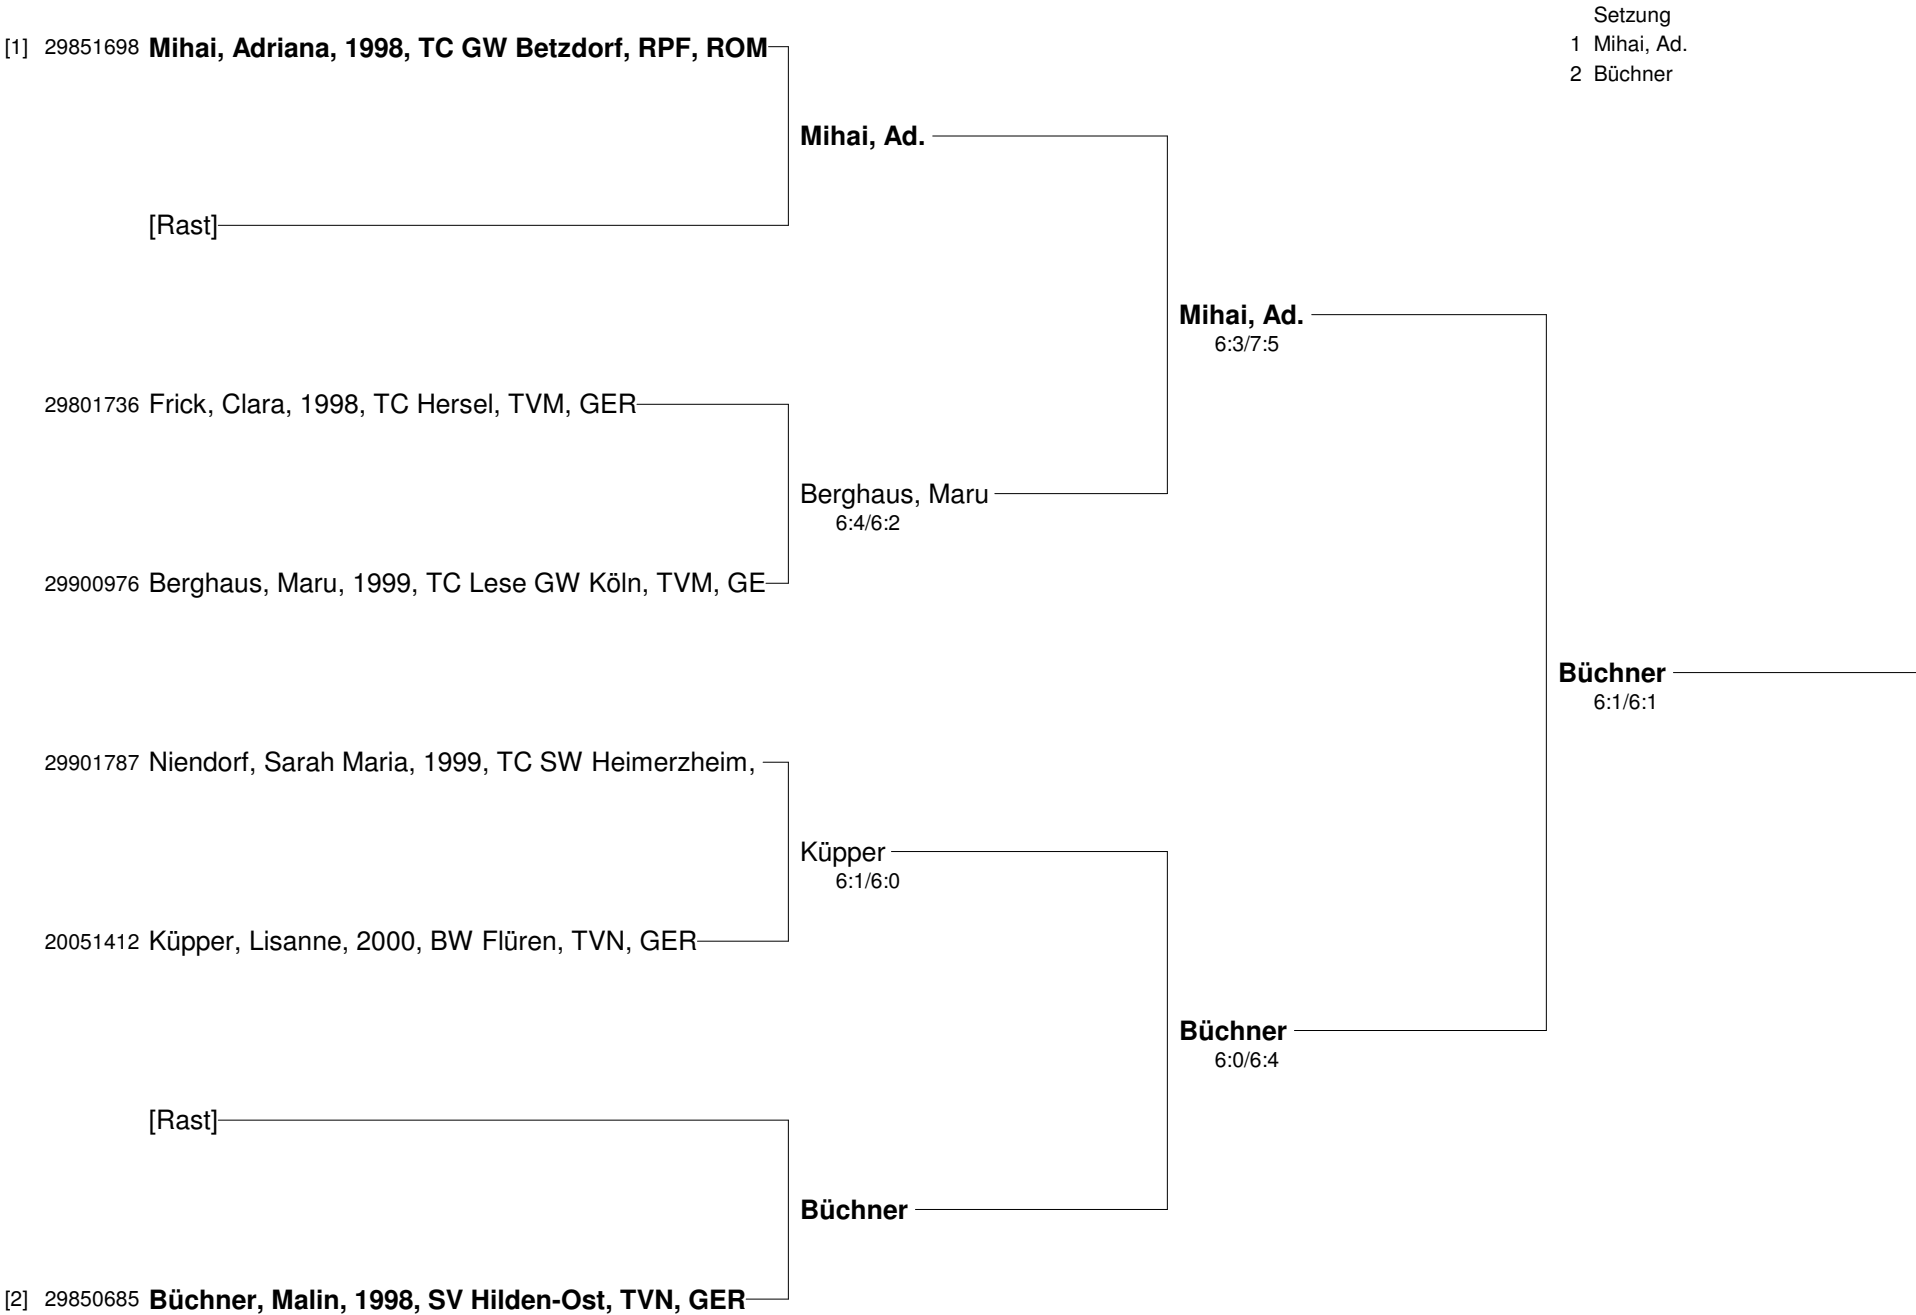 Setzung
1 Mihai, Ad.
2 Büchner
[1] 29851698 Mihai, Adriana, 1998, TC GW Betzdorf, RPF, ROM
Mihai, Ad.
[Rast]
Mihai, Ad.
6:3/7:5
29801736 Frick, Clara, 1998, TC Hersel, TVM, GER
Berghaus, Maru
6:4/6:2
29900976 Berghaus, Maru, 1999, TC Lese GW Köln, TVM, GE
Büchner
6:1/6:1
29901787 Niendorf, Sarah Maria, 1999, TC SW Heimerzheim,
Küpper
6:1/6:0
20051412 Küpper, Lisanne, 2000, BW Flüren, TVN, GER
Büchner
6:0/6:4
[Rast]
Büchner
[2] 29850685 Büchner, Malin, 1998, SV Hilden-Ost, TVN, GER